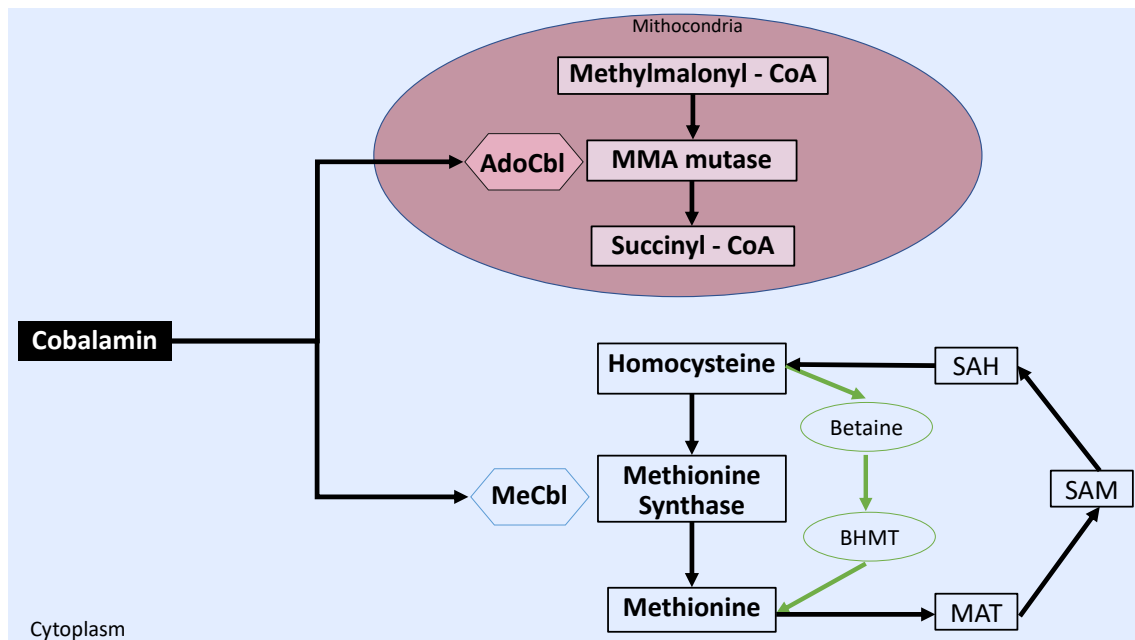 Mithocondria
Methylmalonyl - CoA
AdoCbl
MMA mutase
Succinyl - CoA
Cobalamin
Homocysteine
SAH
Betaine
MeCbl
Methionine
Synthase
SAM
BHMT
Methionine
MAT
Cytoplasm